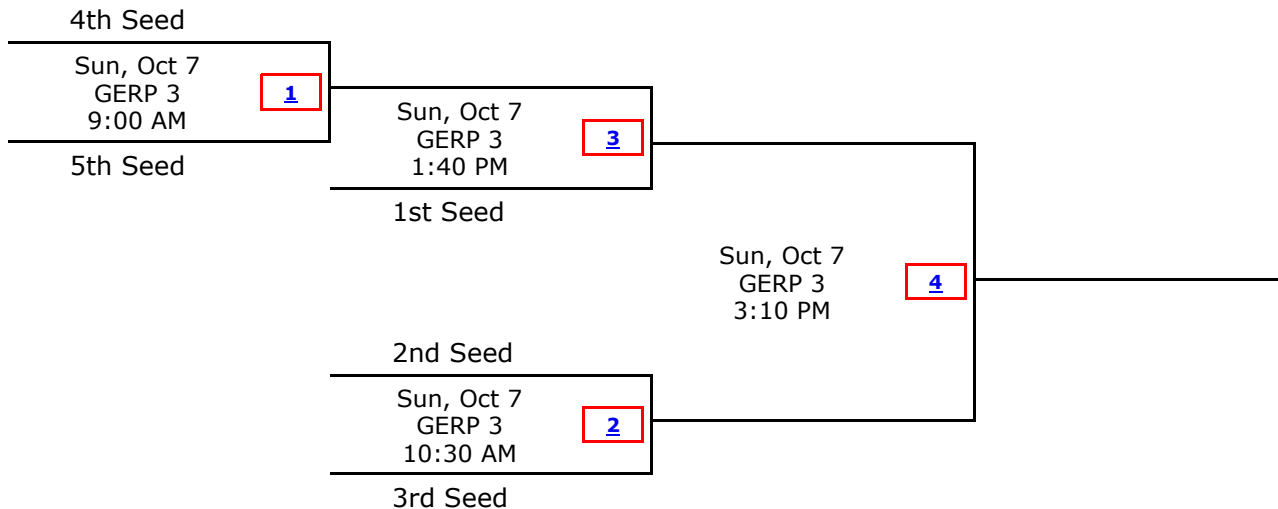 4th Seed
Sun, Oct 7
GERP 3
9:00 AM
1
5th Seed
Sun, Oct 7
GERP 3
1:40 PM
3
1st Seed
Sun, Oct 7
GERP 3
3:10 PM
4
2nd Seed
Sun, Oct 7
GERP 3
10:30 AM
2
3rd Seed